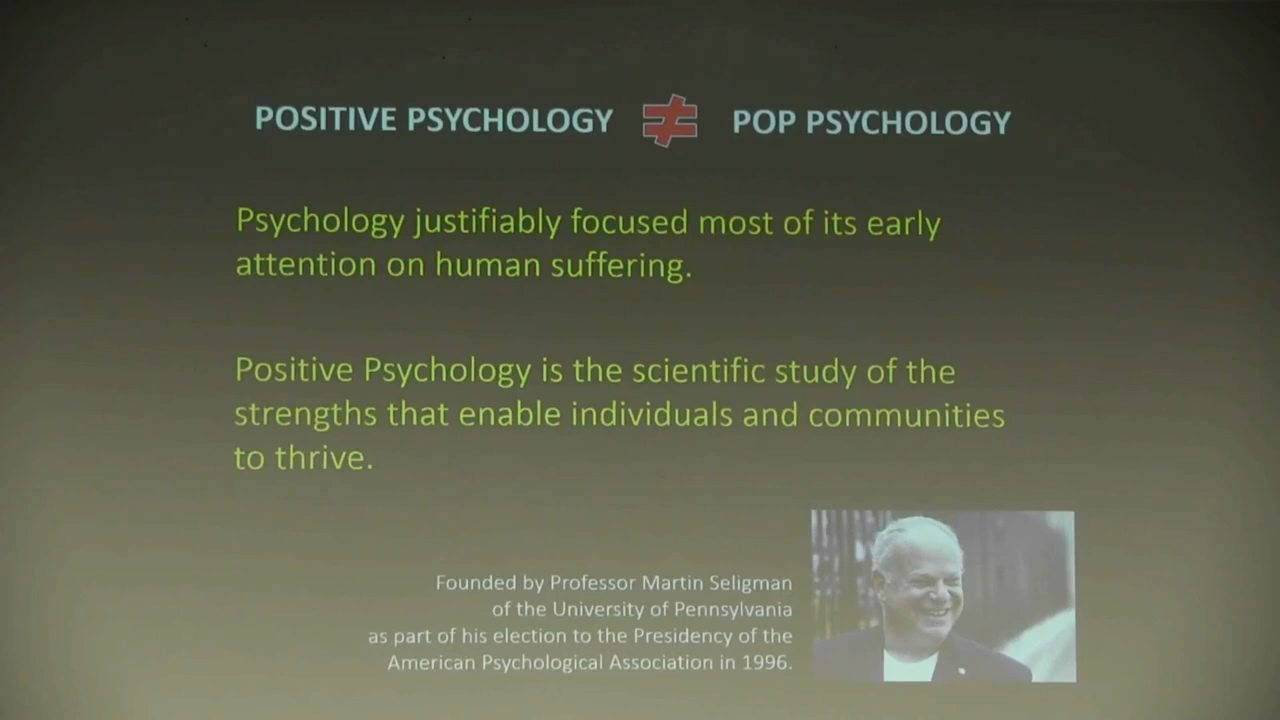 POSITIVE PSYCHOLOGY ≠ POP PSYCHOLOGY
Psychology justifiably focused most of its early
attention on human suffering.
Positive Psychology is the scientific study of the
strengths that enable individuals and communities
to thrive.
Founded by Professor Martin Seligman
of the University of Pennsylvania
as part of his election to the Presidency of the
American Psychological Association in 1996.